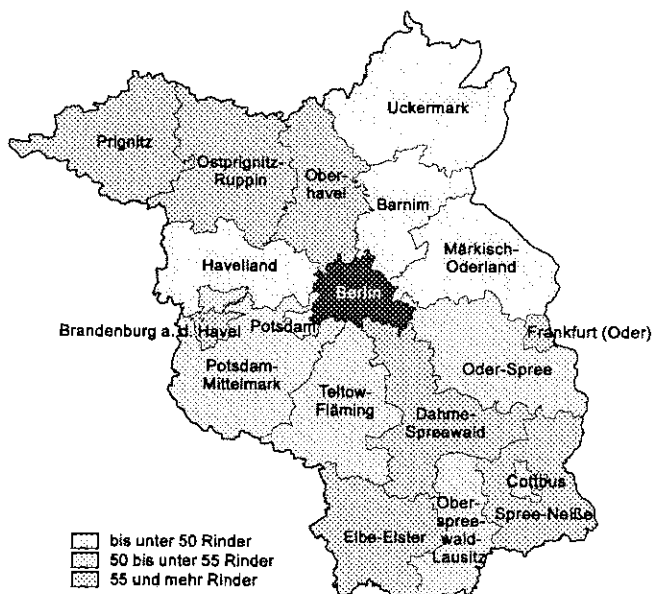 Uckermark
Prignitz
Ostprignitz-
Ruppin
Ober-
havel
Barnim
Märkisch-
Oderland
Havelland
Berlin
Brandenburg a. d. Havel
Potsdam
Frankfurt (Oder)
Potsdam-
Mittelmark
Oder-Spree
Teltow-
Fläming
Dahme-
Spreewald
Cottbus
Ober-
spree-
wald-
Lausitz
Spree-Neiße
Elbe-Elster
bis unter 50 Rinder
50 bis unter 55 Rinder
55 und mehr Rinder